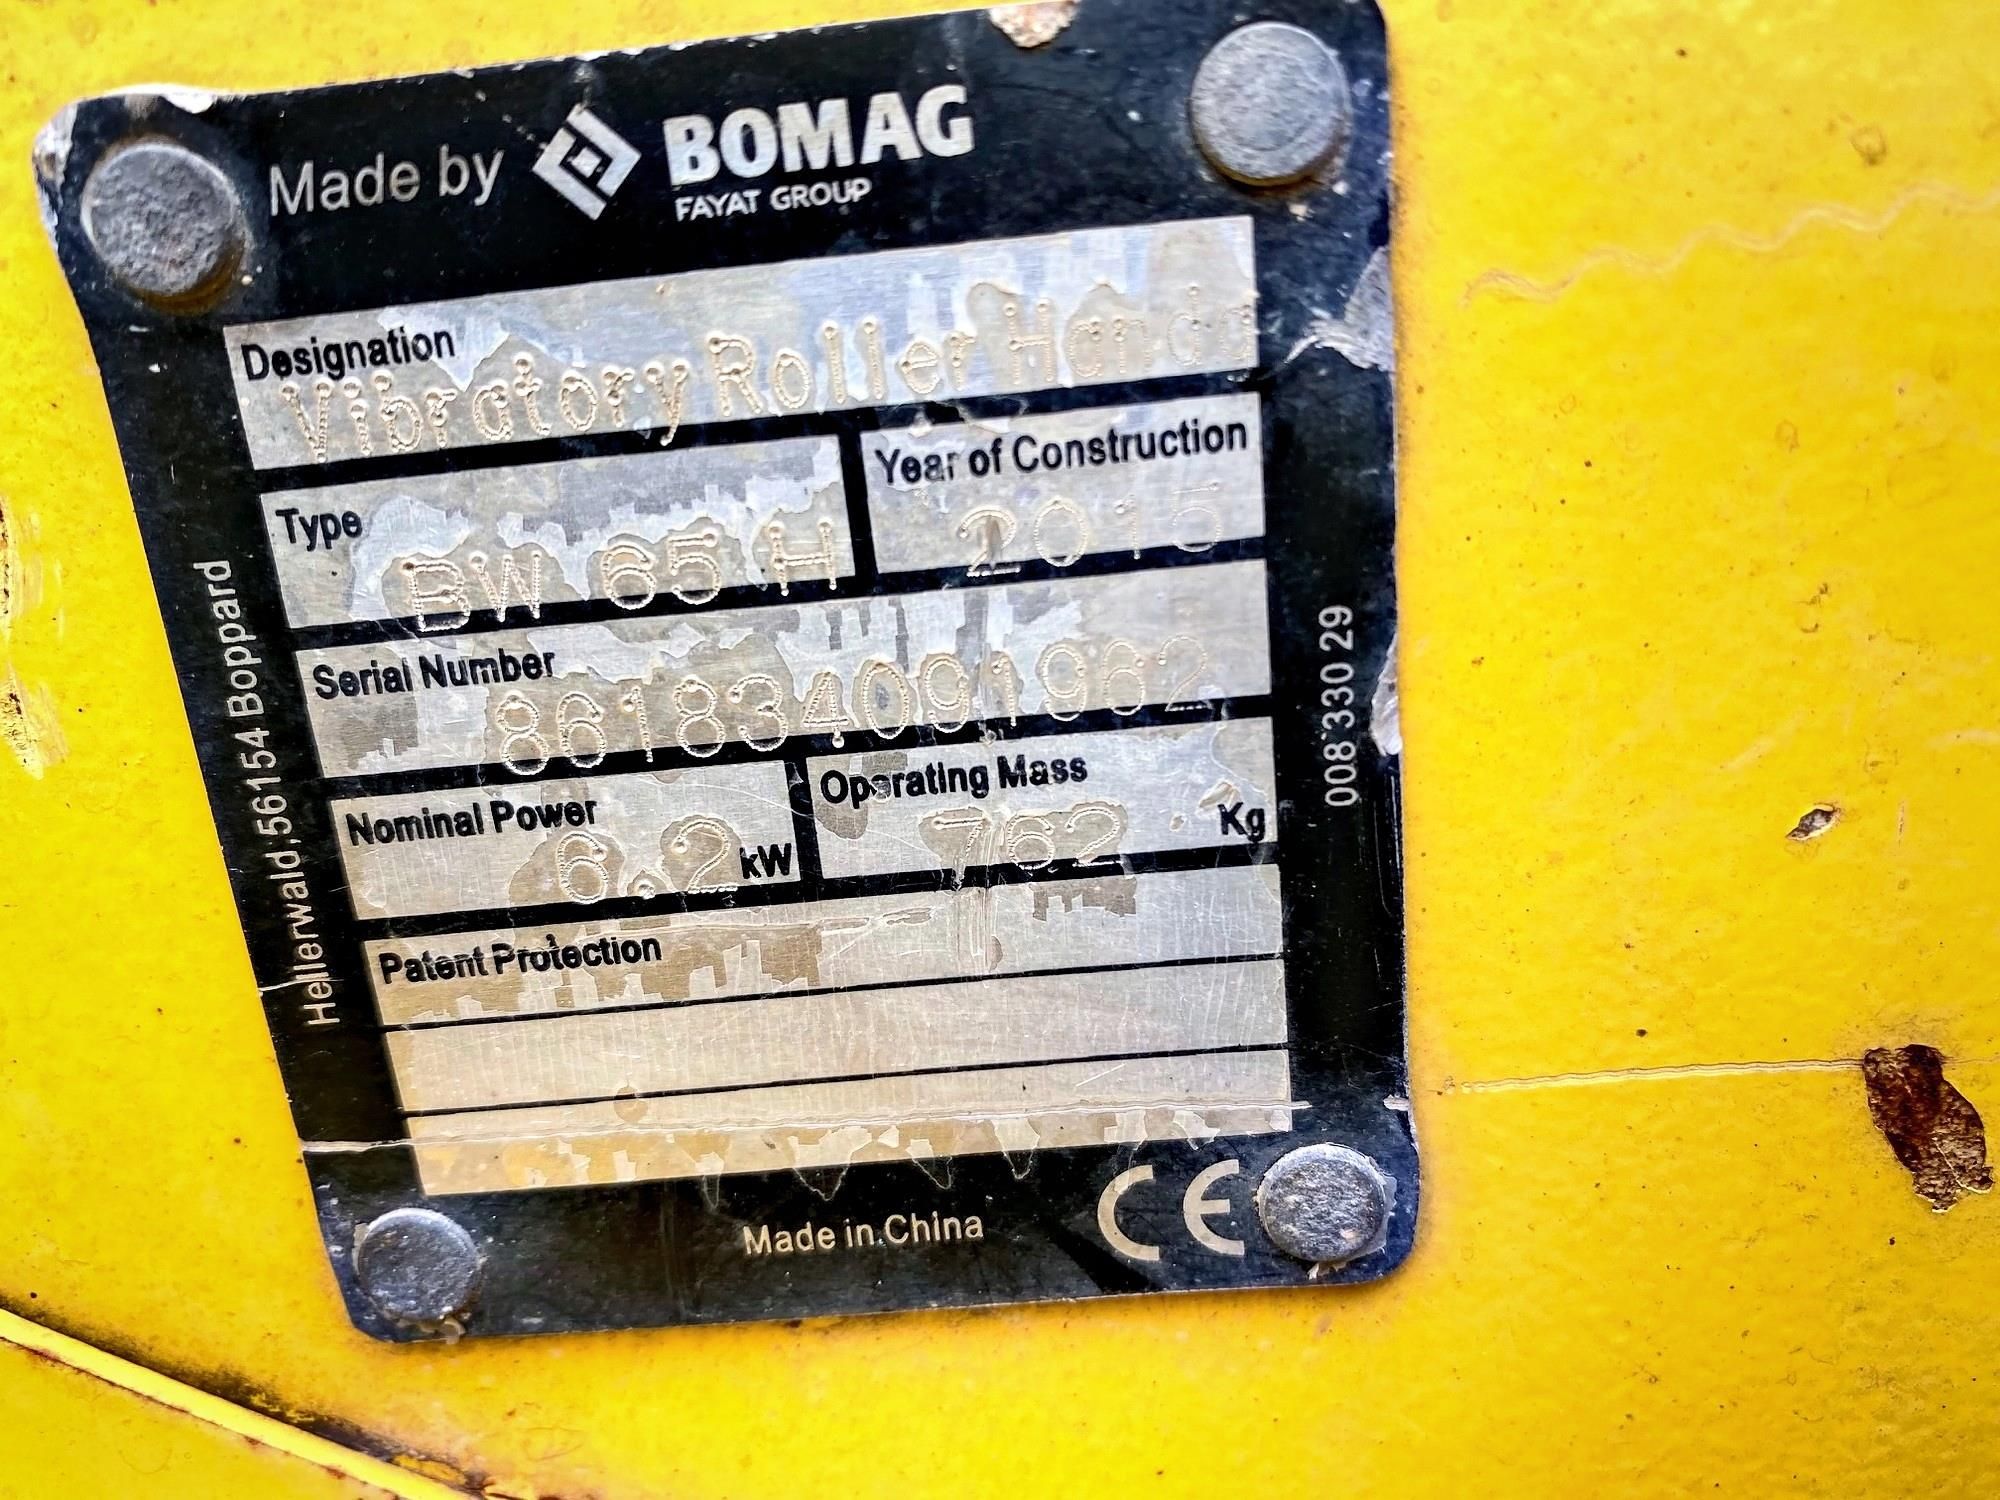 Made by BOMAG
FAYAT GROUP
Designation
Vibratory Roller Handg
Type
BW 65 H
Year of Construction
2015
Serial Number
861834091962
Nominal Power
6.2 kW
Operating Mass
762 Kg
Patent Protection
Made in China
CE
Hellerwald,56154 Boppard
008 330 29